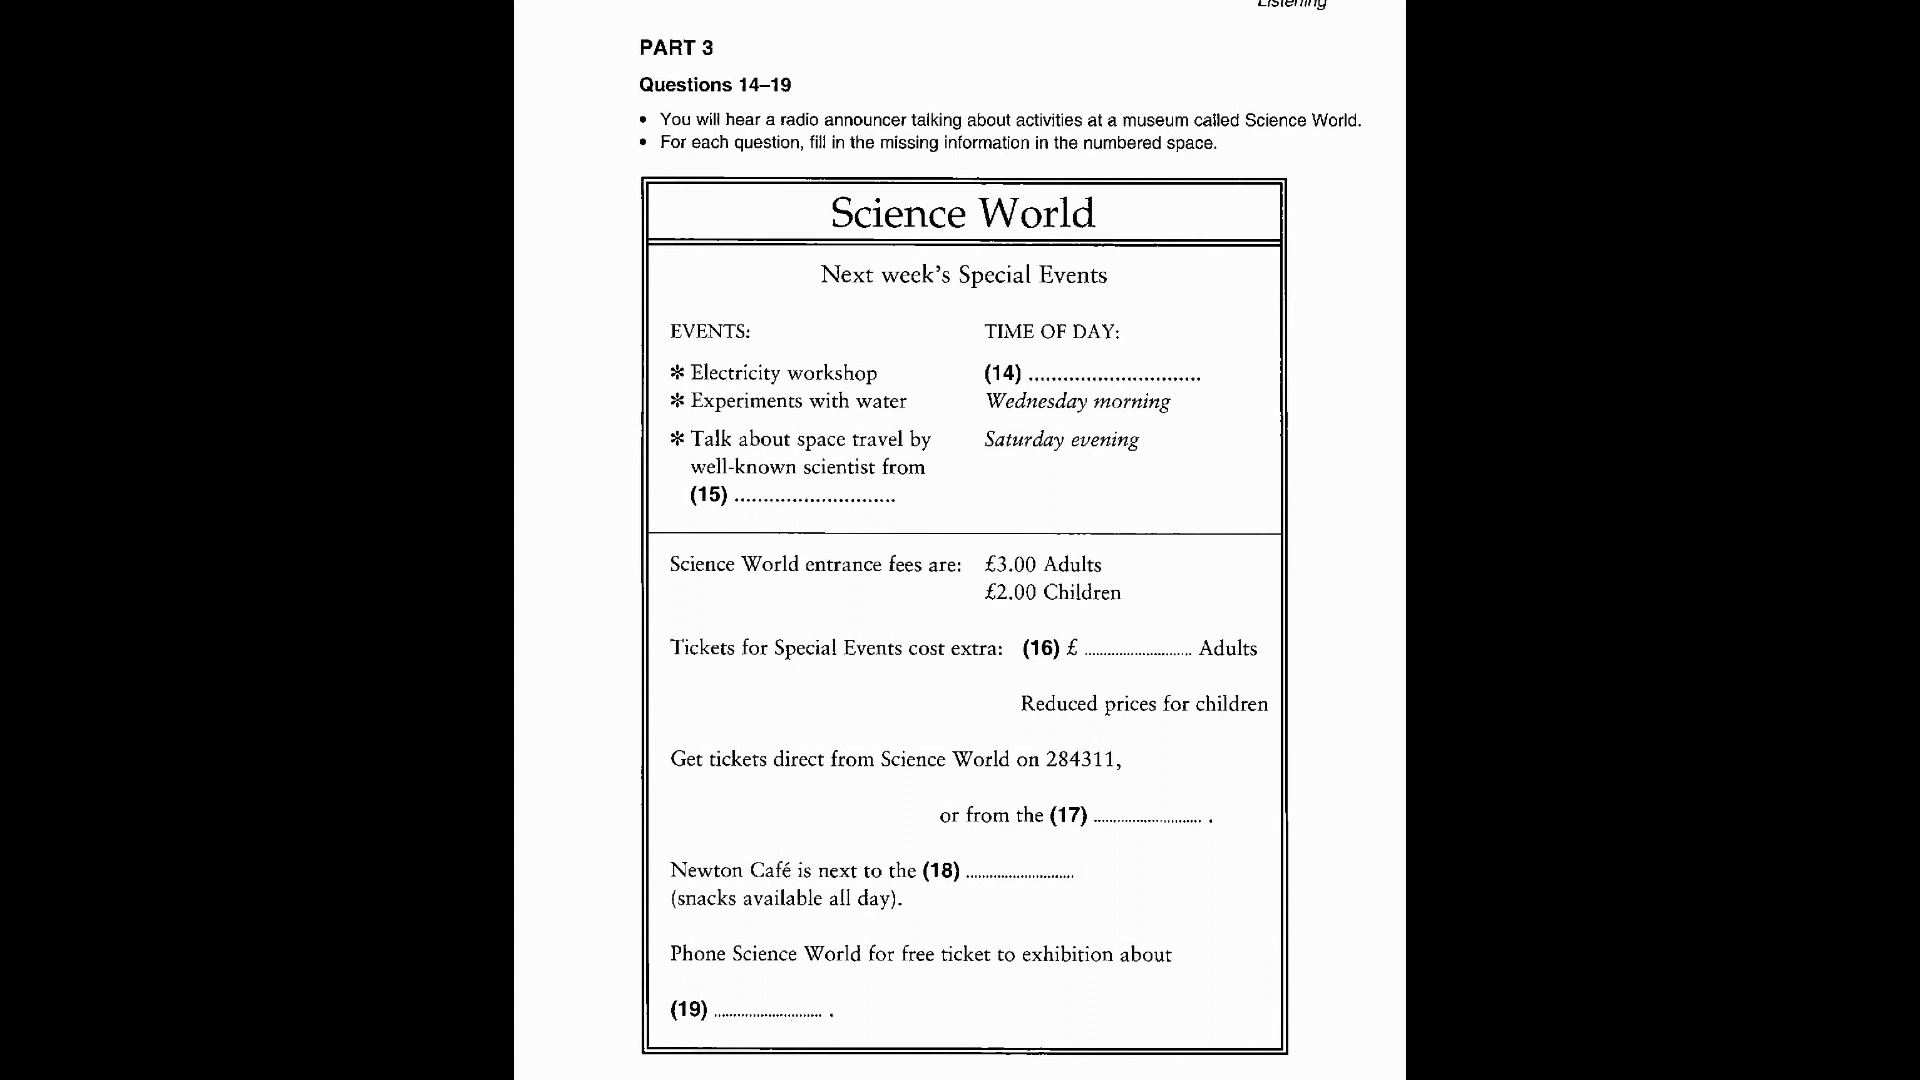 Listening
PART 3
Questions 14–19
• You will hear a radio announcer talking about activities at a museum called Science World.
• For each question, fill in the missing information in the numbered space.
Science World
Next week's Special Events
EVENTS: TIME OF DAY:
✻ Electricity workshop (14) ..............................
✻ Experiments with water Wednesday morning
✻ Talk about space travel by Saturday evening
well-known scientist from
(15) ............................
Science World entrance fees are: £3.00 Adults
£2.00 Children
Tickets for Special Events cost extra: (16) £ ............................ Adults
Reduced prices for children
Get tickets direct from Science World on 284311,
or from the (17) ............................ .
Newton Café is next to the (18) ............................
(snacks available all day).
Phone Science World for free ticket to exhibition about
(19) ............................ .